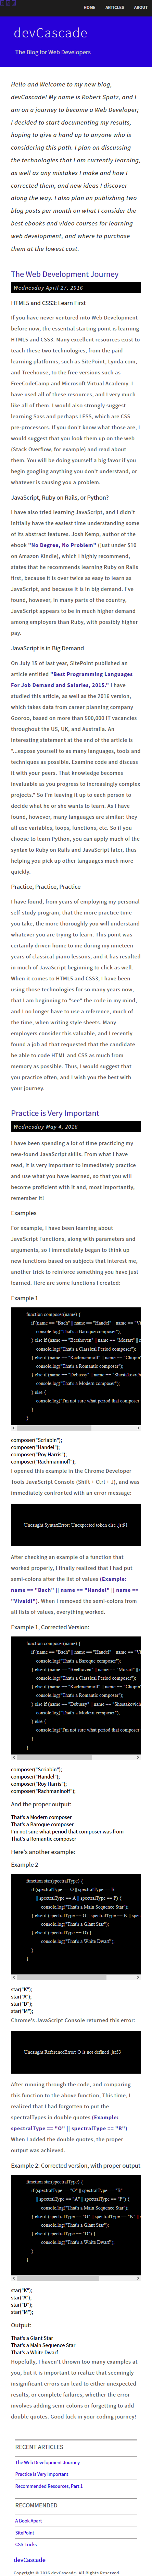 HOME ARTICLES ABOUT
devCascade
The Blog for Web Developers
Hello and Welcome to my new blog,
devCascade! My name is Robert Spatz, and I
am on a journey to become a Web Developer;
I decided to start documenting my results,
hoping to give a hand up to anyone who is
considering this path. I plan on discussing
the technologies that I am currently learning,
as well as any mistakes I make and how I
corrected them, and new ideas I discover
along the way. I also plan on publishing two
blog posts per month on what I consider the
best ebooks and video courses for learning
web development, and where to purchase
them at the lowest cost.
The Web Development Journey
Wednesday April 27, 2016
HTML5 and CSS3: Learn First
If you have never ventured into Web Development
before now, the essential starting point is learning
HTML5 and CSS3. Many excellent resources exist to
teach these two technologies, from the paid
learning platforms, such as SitePoint, Lynda.com,
and Treehouse, to the free services such as
FreeCodeCamp and Microsoft Virtual Academy. I
have used all of these resources, and I very much
like each of them. You'll find others that suggest
learning Sass and perhaps LESS, which are CSS
pre-processors. If you don't know what those are, I
would suggest that you look them up on the web
(Stack Overflow, for example) and read about
them. You will be doing yourself a big favor if you
begin googling anything you don't understand, or
whatever is causing you a problem.
JavaScript, Ruby on Rails, or Python?
I have also tried learning JavaScript, and I didn't
initially have the easiest time understanding some
of its abstract features. Josh Kemp, author of the
ebook "No Degree, No Problem" (just under $10
on Amazon Kindle), which I highly recommend,
states that he recommends learning Ruby on Rails
first, because it is over twice as easy to learn as
JavaScript, and because it is in big demand. I've
found, however, in many parts of the country,
JavaScript appears to be in much higher demand
among employers than Ruby, with possibly higher
pay.
JavaScript is in Big Demand
On July 15 of last year, SitePoint published an
article entitled "Best Programming Languages
For Job Demand and Salaries, 2015." I have
studied this article, as well as the 2016 version,
which takes data from career planning company
Gooroo, based on more than 500,000 IT vacancies
throughout the US, UK, and Australia. An
interesting statement at the end of the article is
"...expose yourself to as many languages, tools and
techniques as possible. Examine code and discuss
it with your peers. That knowledge becomes
invaluable as you progress to increasingly complex
projects." So I'm leaving it up to each person to
decide what he or she wants to learn. As I have
found, however, many languages are similar: they
all use variables, loops, functions, etc. So if you
choose to learn Python, you can apply much of the
syntax to Ruby on Rails and JavaScript later, thus
helping you pick up other languages much more
quickly.
Practice, Practice, Practice
I have found, from years of employing my personal
self-study program, that the more practice time
you take, the more thoroughly you will understand
whatever you are trying to learn. This point was
certainly driven home to me during my nineteen
years of classical piano lessons, and it has resulted
in much of JavaScript beginning to click as well.
When it comes to HTML5 and CSS3, I have been
using those technologies for so many years now,
that I am beginning to "see" the code in my mind,
and no longer have to use a reference, much of
the time, when writing style sheets. Many
employers consider this valuable, and I recently
found a job ad that requested that the candidate
be able to code HTML and CSS as much from
memory as possible. Thus, I would suggest that
you practice often, and I wish you the best with
your journey.
Practice is Very Important
Wednesday May 4, 2016
I have been spending a lot of time practicing my
new found JavaScript skills. From what I have
read, it is very important to immediately practice
and use what you have learned, so that you will
become proficient with it and, most importantly,
remember it!
Examples
For example, I have been learning about
JavaScript Functions, along with parameters and
arguments, so I immediately began to think up
new functions based on subjects that interest me,
another trick to reinforce something you have just
learned. Here are some functions I created:
Example 1
function composer(name) {
if (name == "Bach" || name == "Handel" || name == "Vi
console.log("That's a Baroque composer");
} else if (name == "Beethoven" || name == "Mozart" ||
console.log("That's a Classical Period composer");
console.log("That's a Romantic composer");
console.log("That's a Modern composer");
} else {
console.log("I'm not sure what period that composer
}
}
composer("Scriabin");
composer("Handel");
composer("Roy Harris");
composer("Rachmaninoff");
I opened this example in the Chrome Developer
Tools JavaScript Console (Shift + Ctrl + J), and was
immediately confronted with an error message:
Uncaught SyntaxError: Unexpected token else .js:91
After checking an example of a function that
worked properly, I finally realized that I had put
semi-colons after the list of values (Example:
name == "Bach" || name == "Handel" || name ==
"Vivaldi"). When I removed the semi-colons from
all lists of values, everything worked.
Example 1, Corrected Version:
function composer(name) {
console.log("That's a Baroque composer");
console.log("That's a Classical Period composer");
console.log("That's a Romantic composer");
console.log("That's a Modern composer");
} else {
console.log("I'm not sure what period that composer
}
}
composer("Scriabin");
composer("Handel");
composer("Roy Harris");
composer("Rachmaninoff");
And the proper output:
That's a Modern composer
That's a Baroque composer
I'm not sure what period that composer was from
That's a Romantic composer
Here's another example:
Example 2
function star(spectralType) {
if (spectralType == O || spectralType == B
|| spectralType == A || spectralType == F) {
console.log("That's a Main Sequence Star");
} else if (spectralType == G || spectralType == K || spec
console.log("That's a Giant Star");
} else if (spectralType == D) {
console.log("That's a White Dwarf");
}
}
star("K");
star("A");
star("D");
star("M");
Chrome's JavaScript Console returned this error:
Uncaught ReferenceError: O is not defined .js:13
After running through the code, and comparing
this function to the above function, This time, I
realized that I had forgotten to put the
spectralTypes in double quotes (Example:
spectralType == "O" || spectralType == "B")
When I added the double quotes, the proper
output was achieved.
Example 2: Corrected version, with proper output
function star(spectralType) {
if (spectralType == "O" || spectralType == "B"
|| spectralType == "A" || spectralType == "F") {
console.log("That's a Main Sequence Star");
} else if (spectralType == "G" || spectralType == "K" ||
console.log("That's a Giant Star");
} else if (spectralType == "D") {
console.log("That's a White Dwarf");
}
}
star("K");
star("A");
star("D");
star("M");
Output:
That's a Giant Star
That's a Main Sequence Star
That's a White Dwarf
Hopefully, I haven't thrown too many examples at
you, but it is important to realize that seemingly
insignificant errors can lead to either unexpected
results, or complete failures, whether the error
involves adding semi-colons or forgetting to add
double quotes. Good luck in your coding journey!
RECENT ARTICLES
The Web Development Journey
Practice Is Very Important
Recommended Resources, Part 1
RECOMMENDED
A Book Apart
SitePoint
CSS-Tricks
devCascade
Copyright © 2016 devCascade. All Rights Reserved.